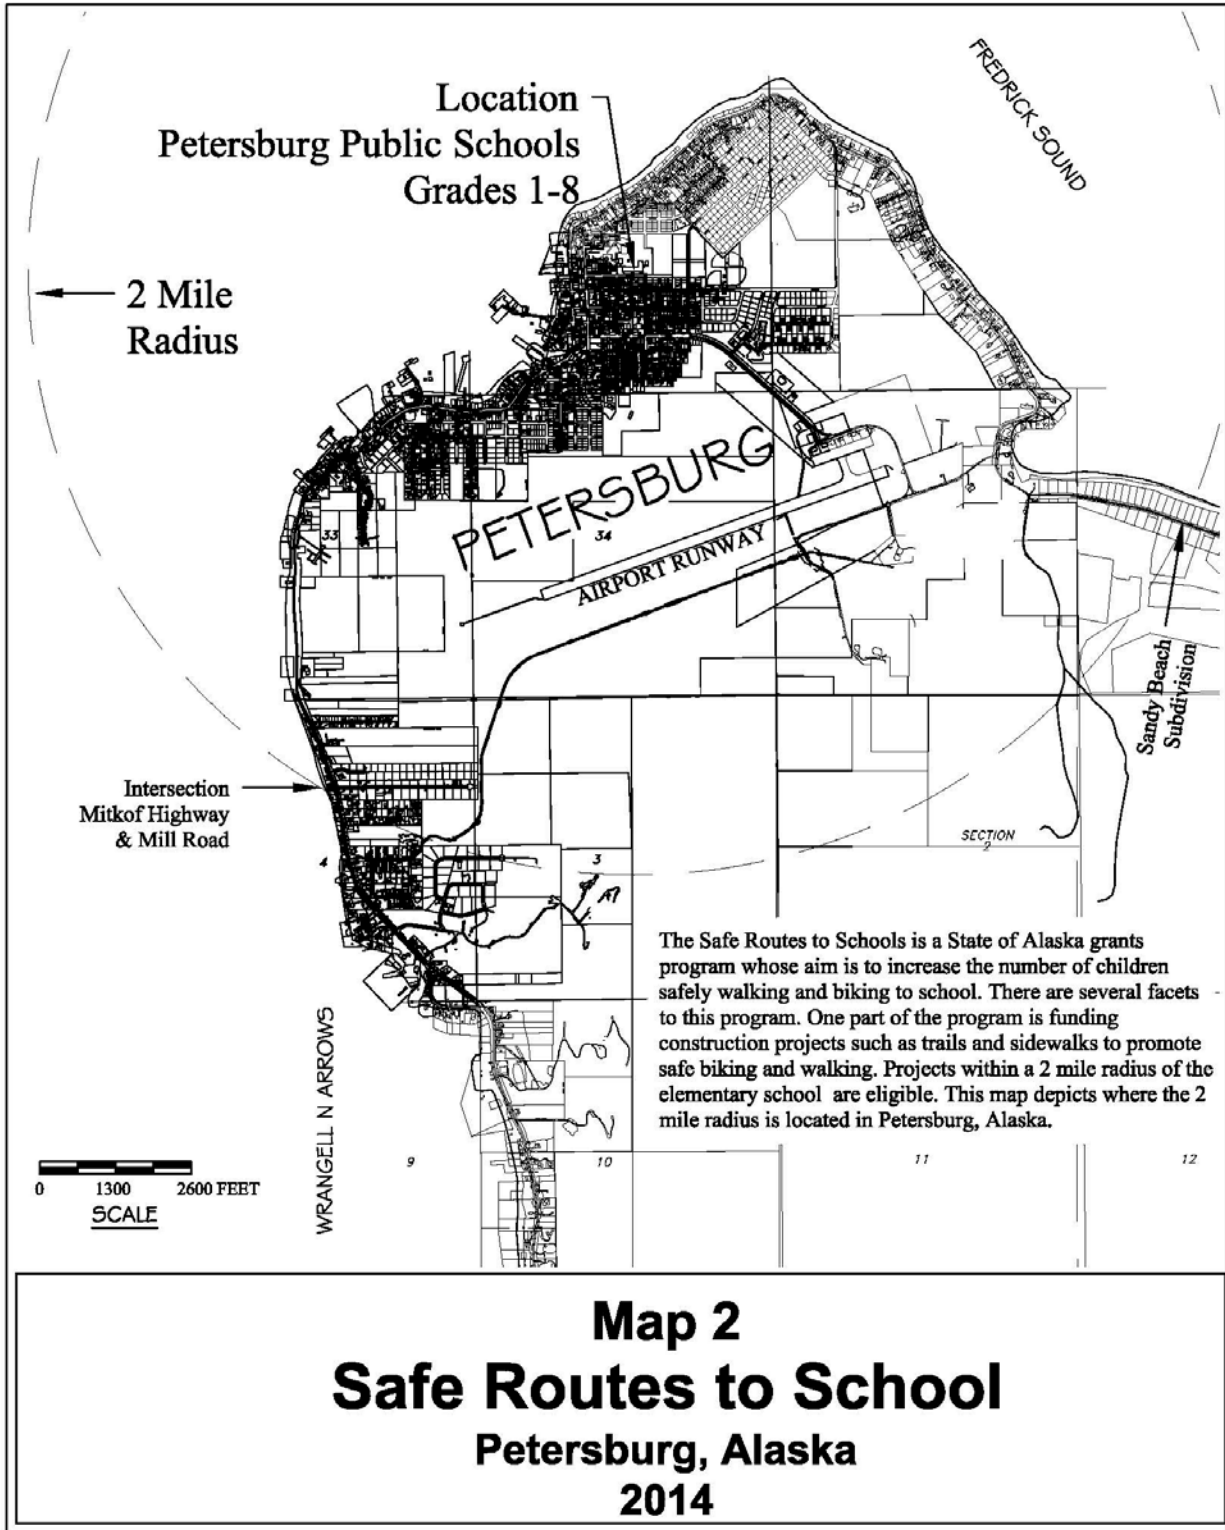 FREDRICK SOUND
Location
Petersburg Public Schools
Grades 1-8
2 Mile
Radius
PETERSBURG
33
34
AIRPORT RUNWAY
Sandy Beach
Subdivision
Intersection
Mitkof Highway
& Mill Road
SECTION
2
4
3
The Safe Routes to Schools is a State of Alaska grants
program whose aim is to increase the number of children
safely walking and biking to school. There are several facets
to this program. One part of the program is funding
construction projects such as trails and sidewalks to promote
safe biking and walking. Projects within a 2 mile radius of the
elementary school are eligible. This map depicts where the 2
mile radius is located in Petersburg, Alaska.
WRANGELL N ARROWS
9
10
11
12
0 1300 2600 FEET
SCALE
Map 2
Safe Routes to School
Petersburg, Alaska
2014